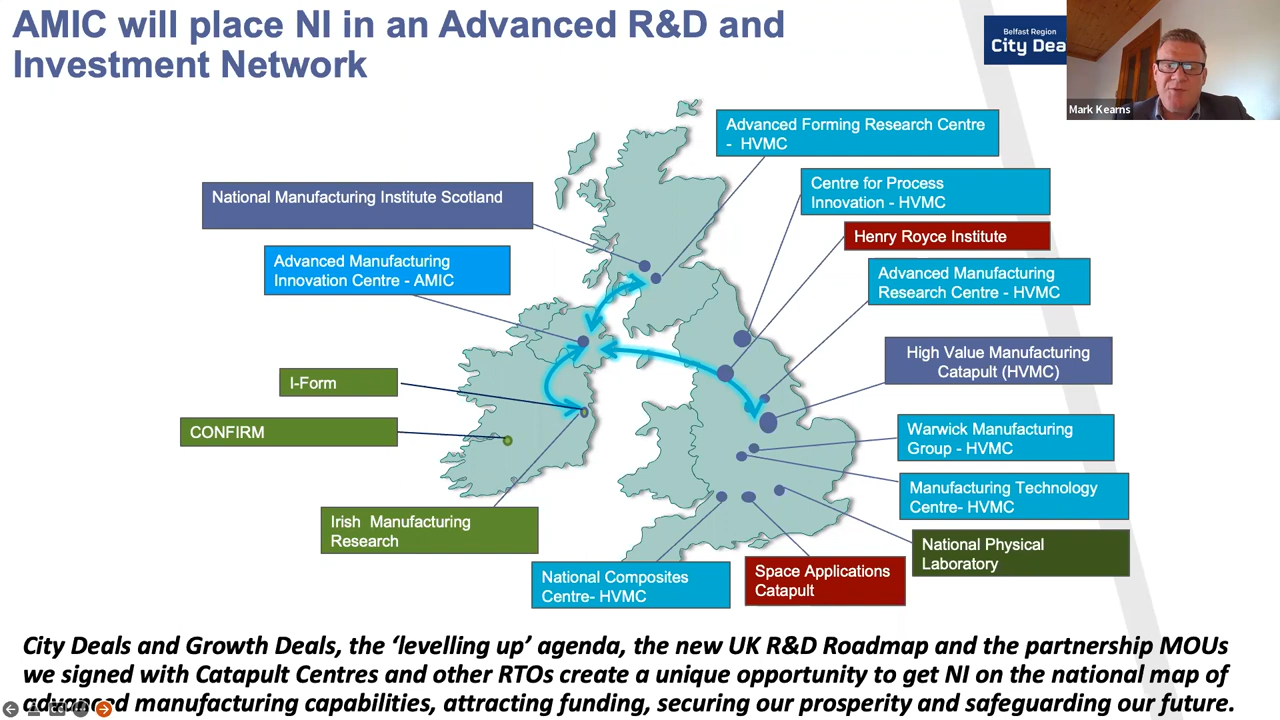 AMIC will place NI in an Advanced R&D and
Investment Network
Belfast Region
City Dea
Mark Kearns
Advanced Forming Research Centre
- HVMC
Centre for Process
Innovation - HVMC
National Manufacturing Institute Scotland
Henry Royce Institute
Advanced Manufacturing
Innovation Centre - AMIC
Advanced Manufacturing
Research Centre - HVMC
High Value Manufacturing
Catapult (HVMC)
I-Form
CONFIRM
Warwick Manufacturing
Group - HVMC
Manufacturing Technology
Centre- HVMC
Irish Manufacturing
Research
National Physical
Laboratory
National Composites
Centre- HVMC
Space Applications
Catapult
City Deals and Growth Deals, the ‘levelling up’ agenda, the new UK R&D Roadmap and the partnership MOUs
we signed with Catapult Centres and other RTOs create a unique opportunity to get NI on the national map of
advanced manufacturing capabilities, attracting funding, securing our prosperity and safeguarding our future.